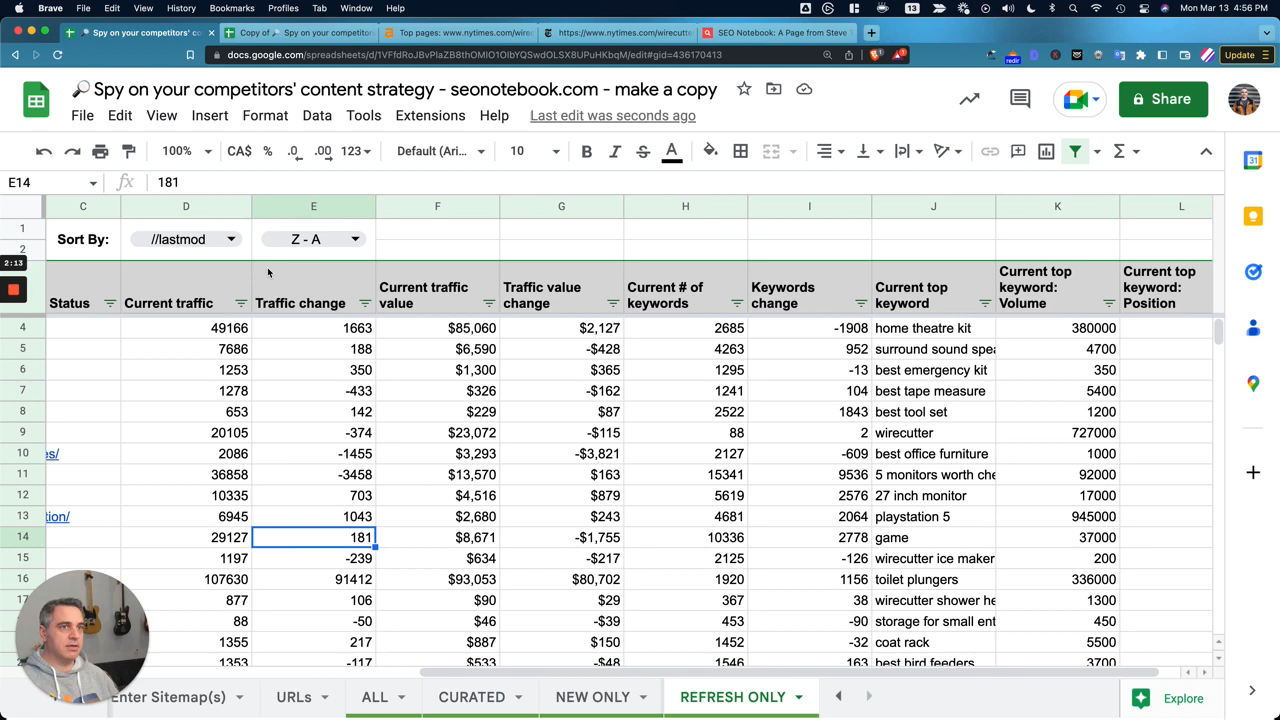 Brave File Edit View History Bookmarks Profiles Tab Window Help Mon Mar 13 4:56 PM
Spy on your competitors' co Copy of Spy on your competi Top pages: www.nytimes.com/wirec https://www.nytimes.com/wirecutte SEO Notebook: A Page from Steve
docs.google.com/spreadsheets/d/1VFfdRoJBvPlaZB8thOMIO1OlbYQSwdOLSX8UPuHKbqM/edit#gid=436170413 redir Update
Spy on your competitors' content strategy - seonotebook.com - make a copy
Share
File Edit View Insert Format Data Tools Extensions Help Last edit was seconds ago
100% CA$ % .0 .00 123 Default (Ari... 10
E14 fx 181
C D E F G H I J K L
1 Sort By: //lastmod Z - A
2
2:13
Status Current traffic Traffic change Current traffic value Traffic value change Current # of keywords Keywords change Current top keyword Current top keyword: Volume Current top keyword: Position
4 49166 1663 $85,060 $2,127 2685 -1908 home theatre kit 380000
5 7686 188 $6,590 -$428 4263 952 surround sound spea 4700
6 1253 350 $1,300 $365 1295 -13 best emergency kit 350
7 1278 -433 $326 -$162 1241 104 best tape measure 5400
8 653 142 $229 $87 2522 1843 best tool set 1200
9 20105 -374 $23,072 -$115 88 2 wirecutter 727000
10 es/ 2086 -1455 $3,293 -$3,821 2127 -609 best office furniture 1000
11 36858 -3458 $13,570 $163 15341 9536 5 monitors worth che 92000
12 10335 703 $4,516 $879 5619 2576 27 inch monitor 17000
13 tion/ 6945 1043 $2,680 $243 4681 2064 playstation 5 945000
14 29127 181 $8,671 -$1,755 10336 2778 game 37000
15 1197 -239 $634 -$217 2125 -126 wirecutter ice maker 200
16 107630 91412 $93,053 $80,702 1920 1156 toilet plungers 336000
17 877 106 $90 $29 367 38 wirecutter shower he 1300
88 -50 $46 -$39 453 -90 storage for small ent 450
1355 217 $887 $150 1452 -32 coat rack 5500
1353 -117 $533 -$48 1546 163 best bird feeders 3700
Enter Sitemap(s) URLs ALL CURATED NEW ONLY REFRESH ONLY Explore